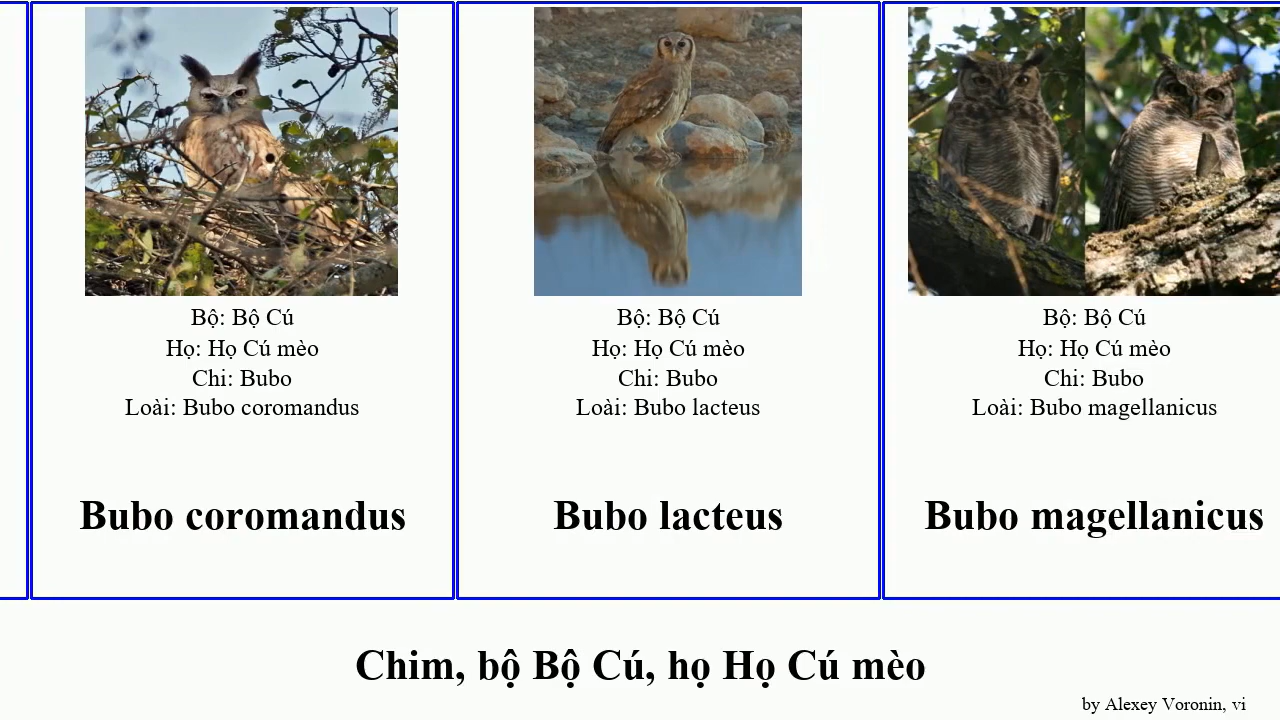 Bộ: Bộ Cú
Họ: Họ Cú mèo
Chi: Bubo
Loài: Bubo coromandus
Bubo coromandus
Bộ: Bộ Cú
Họ: Họ Cú mèo
Chi: Bubo
Loài: Bubo lacteus
Bubo lacteus
Bộ: Bộ Cú
Họ: Họ Cú mèo
Chi: Bubo
Loài: Bubo magellanicus
Bubo magellanicus
Chim, bộ Bộ Cú, họ Họ Cú mèo
by Alexey Voronin, vi